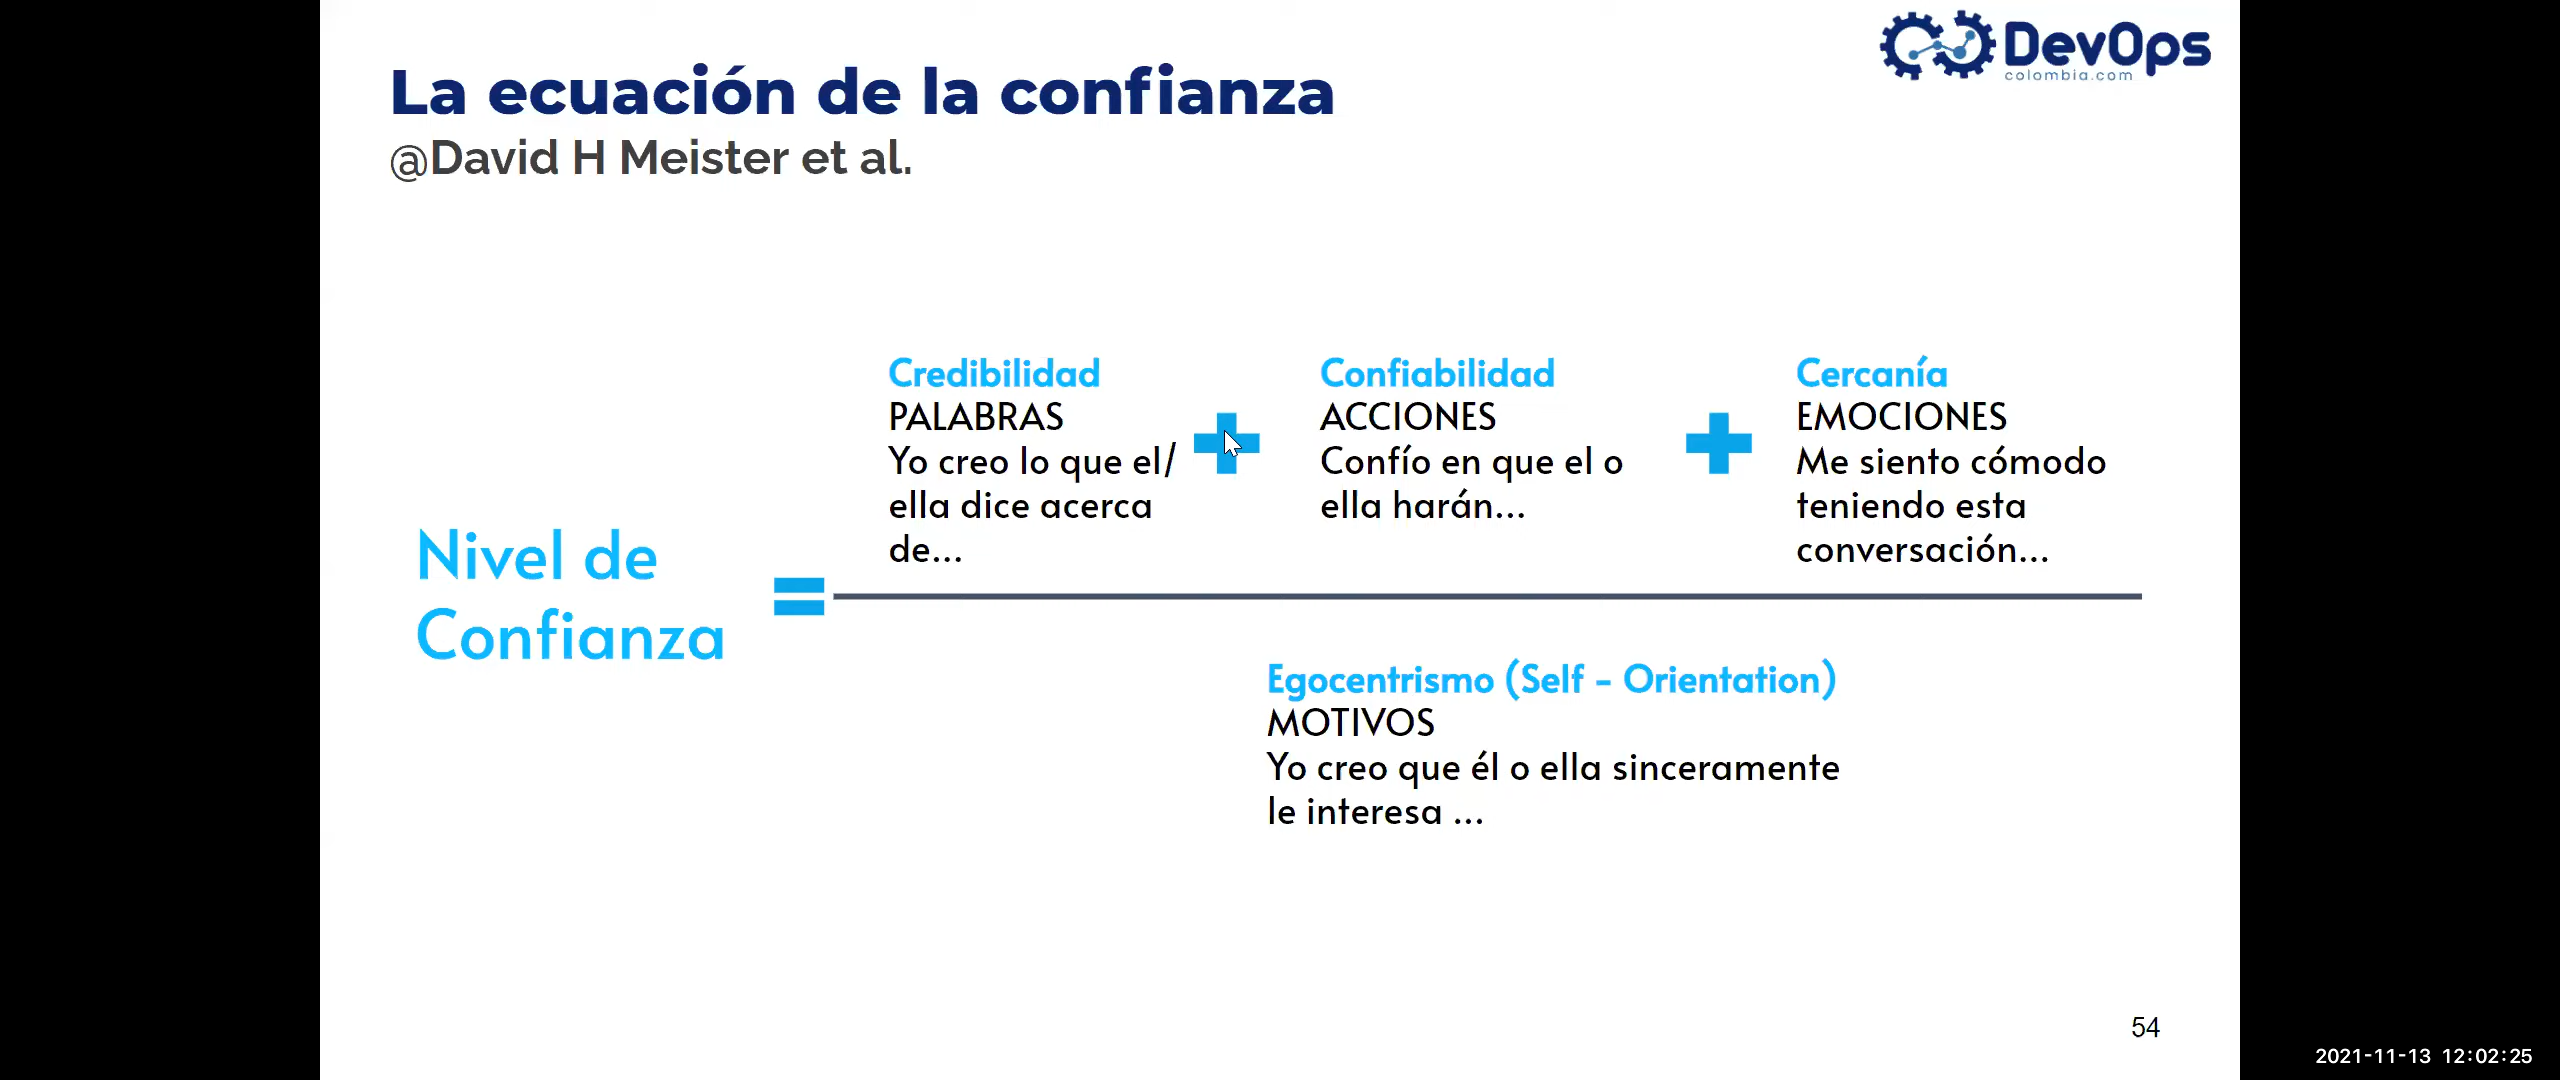 DevOps
colombia.com
La ecuación de la confianza
@David H Meister et al.
Credibilidad
PALABRAS
Yo creo lo que el/
ella dice acerca
de...
Confiabilidad
ACCIONES
Confío en que el o
ella harán...
Cercanía
EMOCIONES
Me siento cómodo
teniendo esta
conversación...
Nivel de
Confianza
=
Egocentrismo (Self - Orientation)
MOTIVOS
Yo creo que él o ella sinceramente
le interesa ...
54
2021-11-13 12:02:25